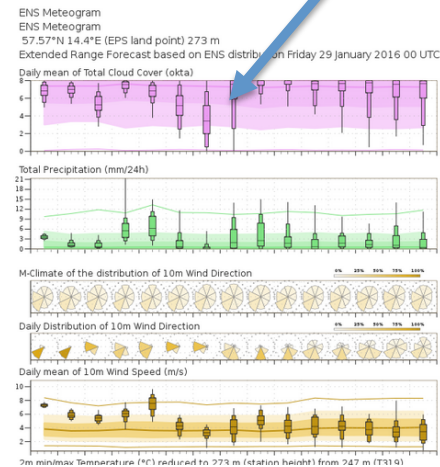 ENS Meteogram
ENS Meteogram
57.57°N 14.4°E (EPS land point) 273 m
Extended Range Forecast based on ENS distribu on Friday 29 January 2016 00 UTC
Daily mean of Total Cloud Cover (okta)
8
6
4
2
0
Total Precipitation (mm/24h)
21
18
15
12
9
6
3
0
M-Climate of the distribution of 10m Wind Direction
0% 25% 50% 75% 100%
Daily Distribution of 10m Wind Direction
0% 25% 50% 75% 100%
Daily mean of 10m Wind Speed (m/s)
10
8
6
4
2
2m min/max Temperature (°C) reduced to 273 m (station height) from 247 m (T319)